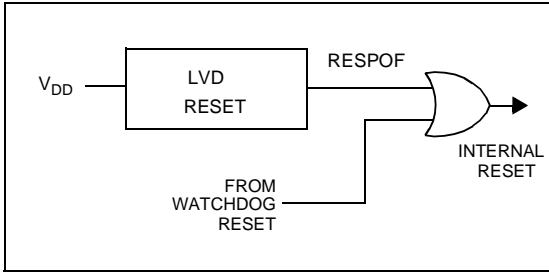 V_DD
LVD
RESET
RESPOF
INTERNAL
RESET
FROM
WATCHDOG
RESET